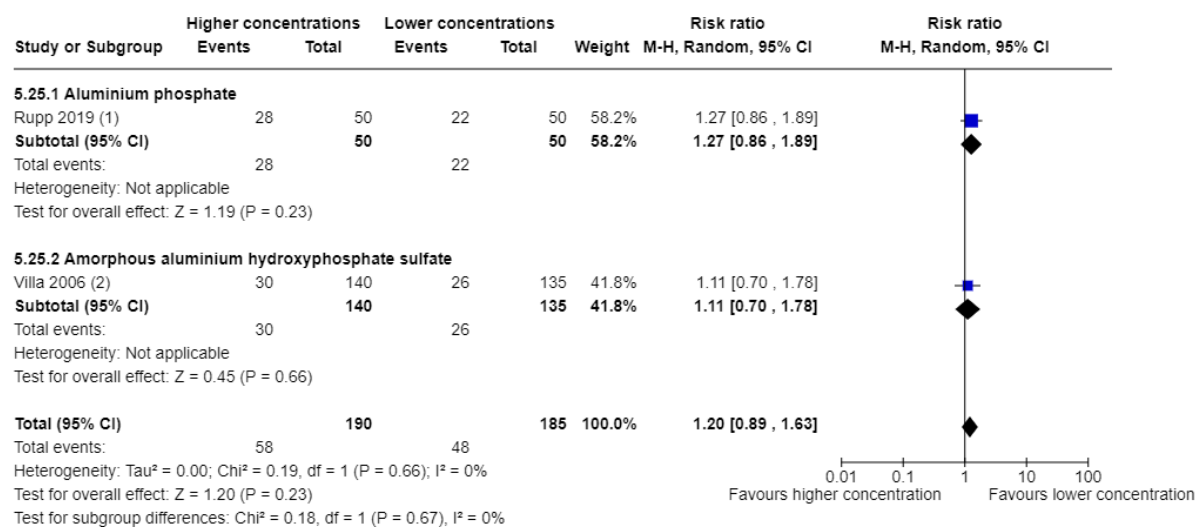 Higher concentrations Lower concentrations Risk ratio Risk ratio
Study or Subgroup Events Total Events Total Weight M-H, Random, 95% CI M-H, Random, 95% CI
5.25.1 Aluminium phosphate
Rupp 2019 (1) 28 50 22 50 58.2% 1.27 [0.86 , 1.89]
Subtotal (95% CI) 50 50 58.2% 1.27 [0.86 , 1.89]
Total events: 28 22
Heterogeneity: Not applicable
Test for overall effect: Z = 1.19 (P = 0.23)
5.25.2 Amorphous aluminium hydroxyphosphate sulfate
Villa 2006 (2) 30 140 26 135 41.8% 1.11 [0.70 , 1.78]
Subtotal (95% CI) 140 135 41.8% 1.11 [0.70 , 1.78]
Total events: 30 26
Heterogeneity: Not applicable
Test for overall effect: Z = 0.45 (P = 0.66)
Total (95% CI) 190 185 100.0% 1.20 [0.89 , 1.63]
Total events: 58 48
Heterogeneity: Tau² = 0.00; Chi² = 0.19, df = 1 (P = 0.66); I² = 0%
Test for overall effect: Z = 1.20 (P = 0.23)
Test for subgroup differences: Chi² = 0.18, df = 1 (P = 0.67), I² = 0%
0.01 0.1 1 10 100
Favours higher concentration Favours lower concentration